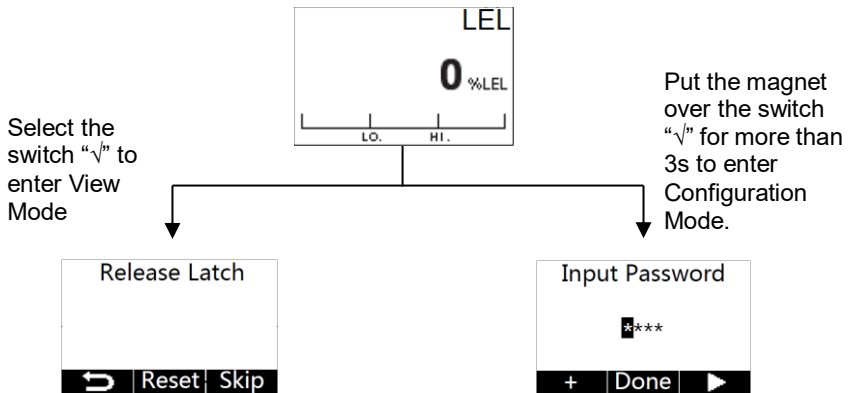 LEL
0 %LEL
LO. HI.
Select the
switch “√” to
enter View
Mode
Put the magnet
over the switch
“√” for more than
3s to enter
Configuration
Mode.
Release Latch
Reset Skip
Input Password
****
+ Done